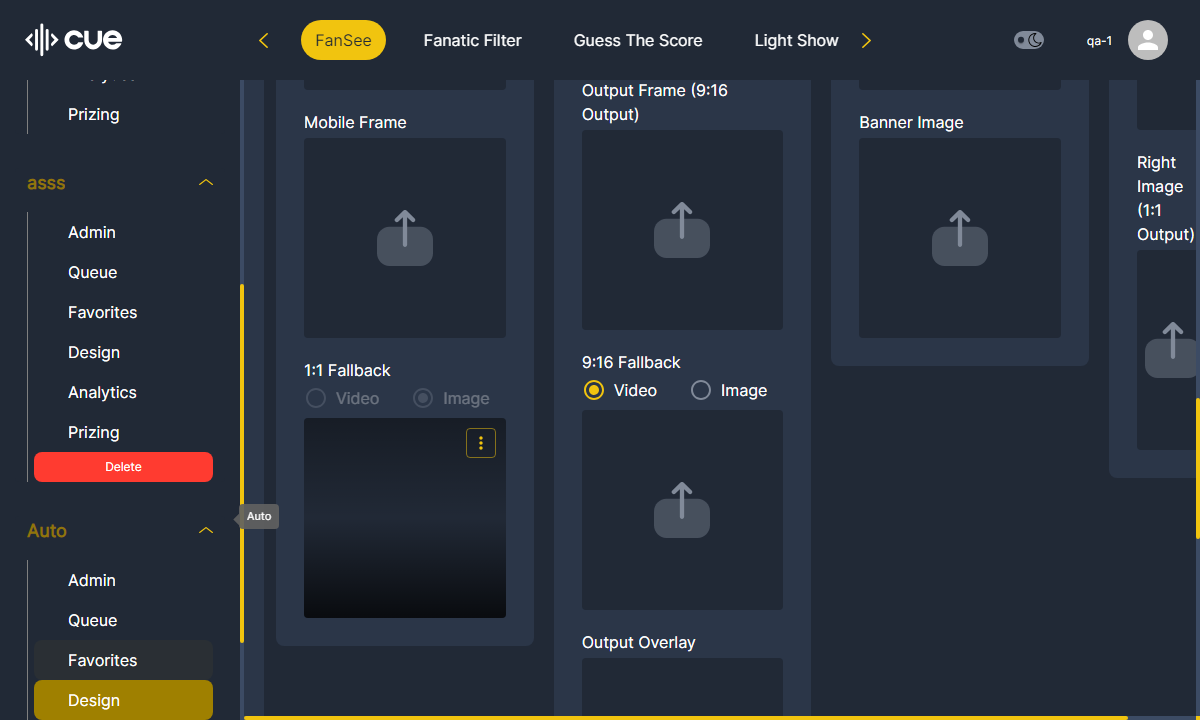 cue
FanSee
Fanatic Filter
Guess The Score
Light Show
qa-1
Prizing
asss
Admin
Queue
Favorites
Design
Analytics
Prizing
Delete
Auto
Admin
Queue
Favorites
Design
Auto
Mobile Frame
1:1 Fallback
Video
Image
Output Frame (9:16
Output)
9:16 Fallback
Video
Image
Output Overlay
Banner Image
Right
Image
(1:1
Output)